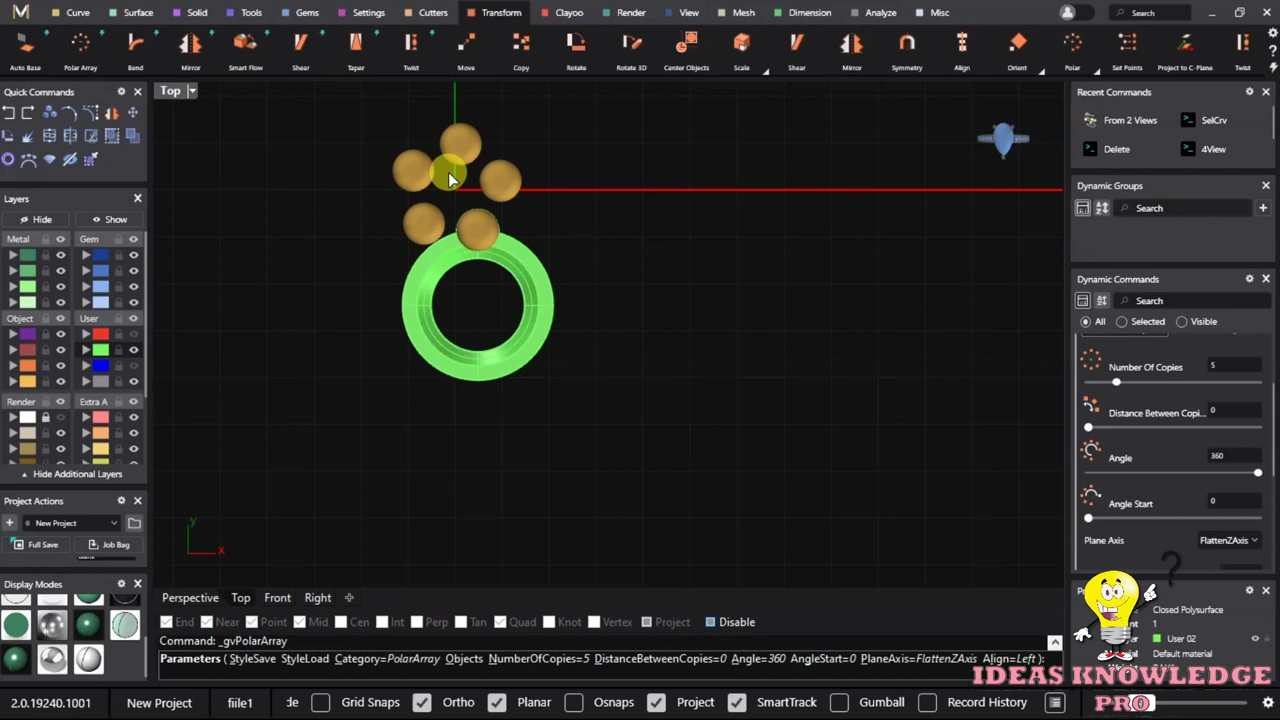 Curve Surface Solid Tools Gems Settings Cutters Transform Clayoo Render View Mesh Dimension Analyze Misc Search
Auto Base Polar Array Bend Mirror Smart Flow Shear Taper Twist Move Copy Rotate Rotate 3D Center Objects Scale Shear Mirror Symmetry Align Orient Polar Set Points Project to C-Plane Twist
Quick Commands
Top
Recent Commands
From 2 Views SelCrv
Delete 4View
Layers
Hide Show
Metal Gem
Object User
Render Extra A
Hide Additional Layers
Dynamic Groups
Search
Dynamic Commands
Search
All Selected Visible
Number Of Copies 5
Distance Between Copi... 0
Angle 360
Angle Start 0
Plane Axis FlattenZAxis
Project Actions
New Project
Full Save Job Bag
Display Modes
y
x
Perspective Top Front Right
End Near Point Mid Cen Int Perp Tan Quad Knot Vertex Project Disable
Command: _gvPolarArray
Parameters ( StyleSave StyleLoad Category=PolarArray Objects NumberOfCopies=5 DistanceBetweenCopies=0 Angle=360 AngleStart=0 PlaneAxis=FlattenZAxis Align=Left ):
Closed Polysurface
1
User 02
Default material
IDEAS KNOWLEDGE
PRO
2.0.19240.1001 New Project fiile1 de Grid Snaps Ortho Planar Osnaps Project SmartTrack Gumball Record History